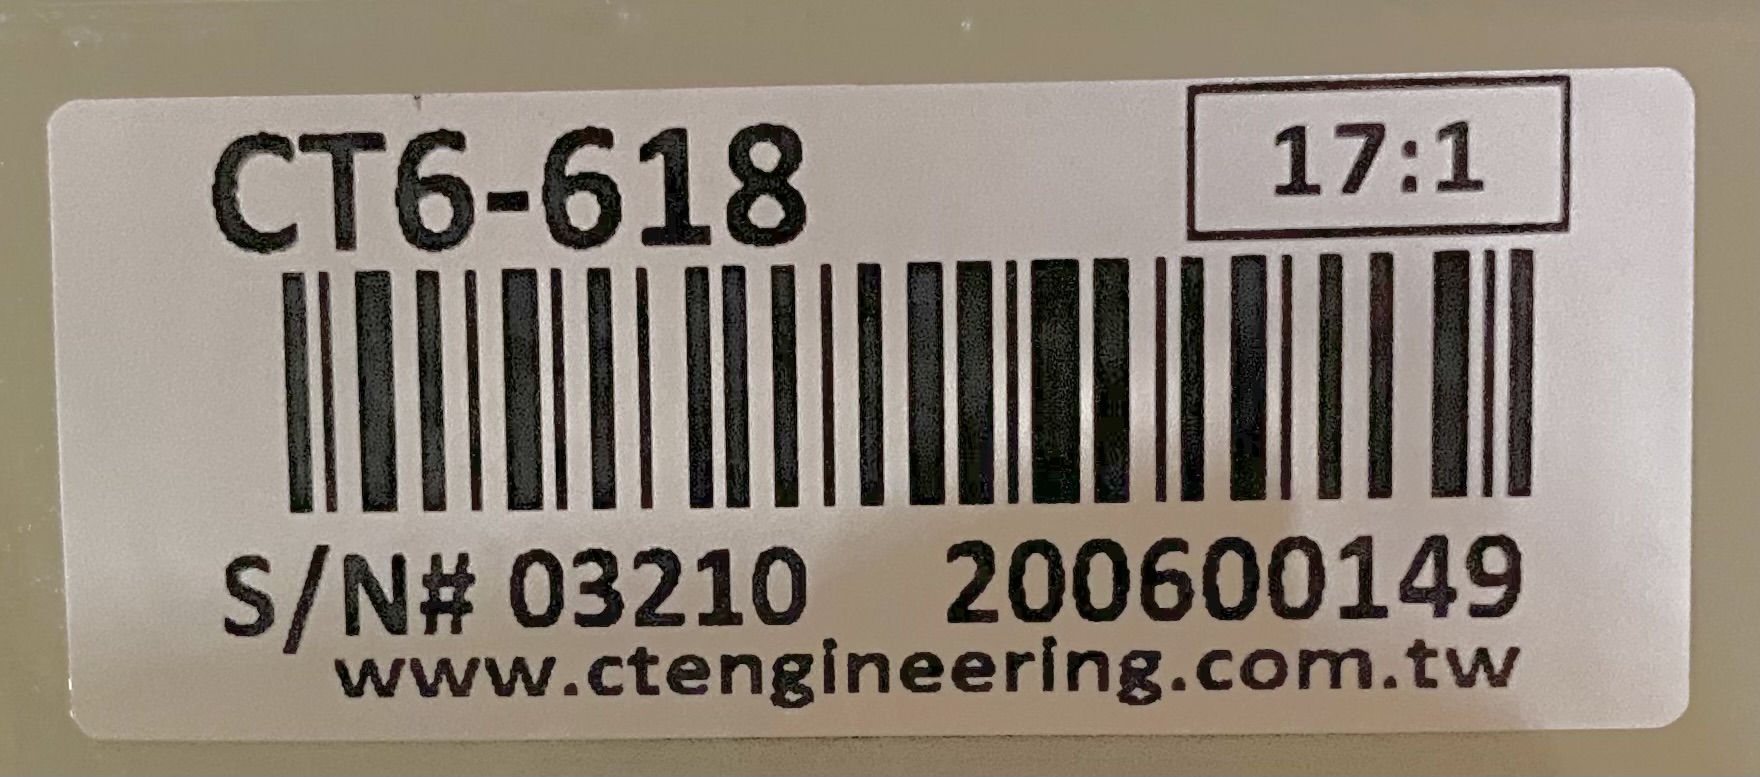 CT6-618 17:1
S/N# 03210 200600149
www.ctengineering.com.tw